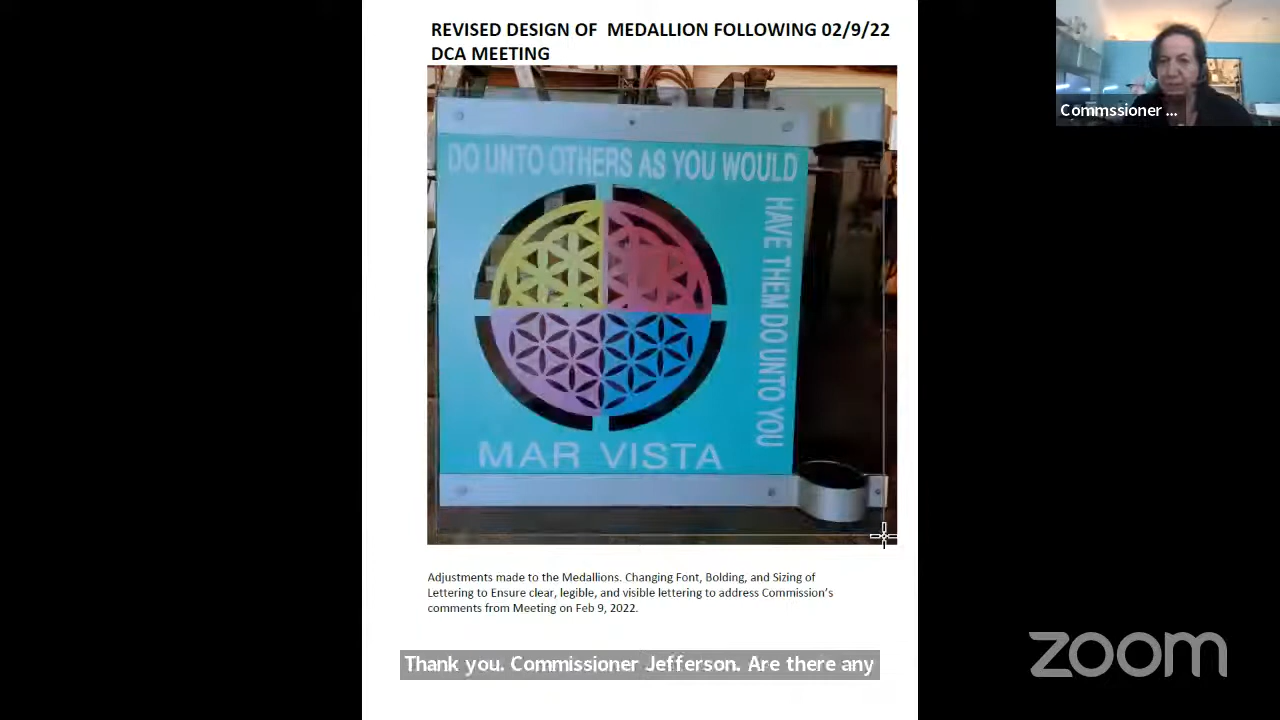 REVISED DESIGN OF  MEDALLION FOLLOWING 02/9/22
DCA MEETING
DO UNTO OTHERS AS YOU WOULD
HAVE THEM DO UNTO YOU
MAR VISTA
Adjustments made to the Medallions. Changing Font, Bolding, and Sizing of
Lettering to Ensure clear, legible, and visible lettering to address Commission's
comments from Meeting on Feb 9, 2022.
Thank you. Commissioner Jefferson. Are there any
Commssioner ...
zoom